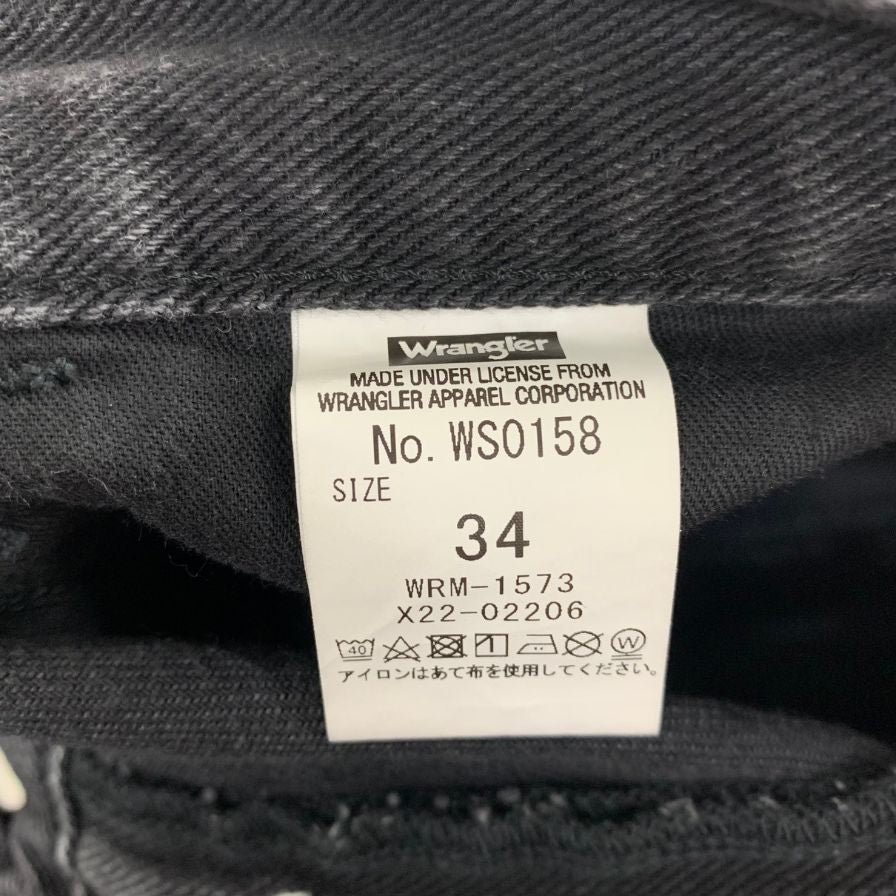 Wrangler
MADE UNDER LICENSE FROM
WRANGLER APPAREL CORPORATION
No. WS0158
SIZE
34
WRM-1573
X22-02206
40 W
アイロンはあて布を使用してください。